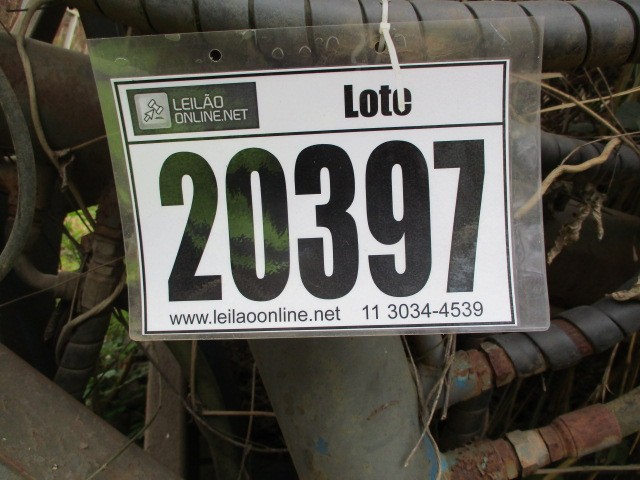 LEILÃO
ONLINE.NET
Lote
20397
www.leilaoonline.net 11 3034-4539